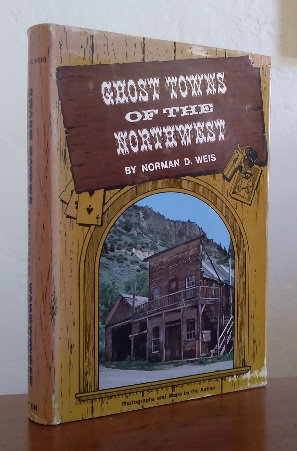 GHOST TOWNS
OF THE
NORTHWEST
BY NORMAN D. WEIS
Photographs and Maps by the Author